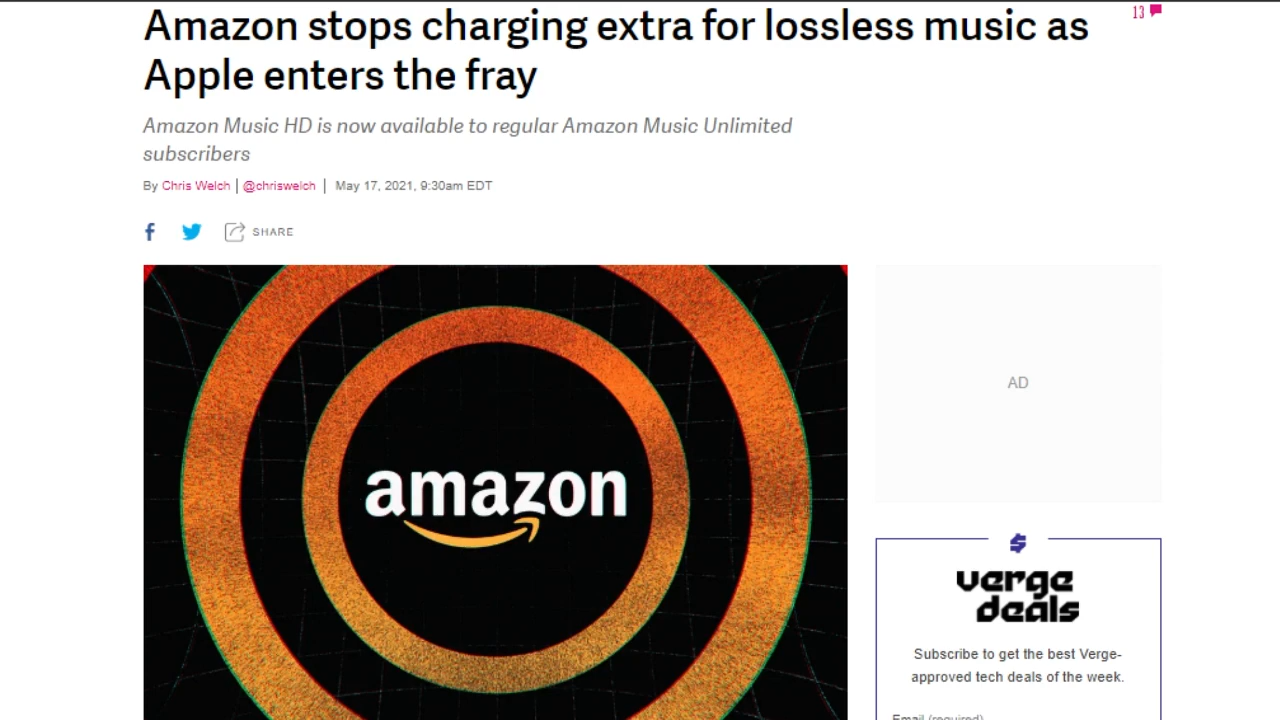 Amazon stops charging extra for lossless music as
Apple enters the fray
13
Amazon Music HD is now available to regular Amazon Music Unlimited
subscribers
By Chris Welch | @chriswelch | May 17, 2021, 9:30am EDT
SHARE
amazon
AD
verge
deals
Subscribe to get the best Verge-
approved tech deals of the week.
Email (required)